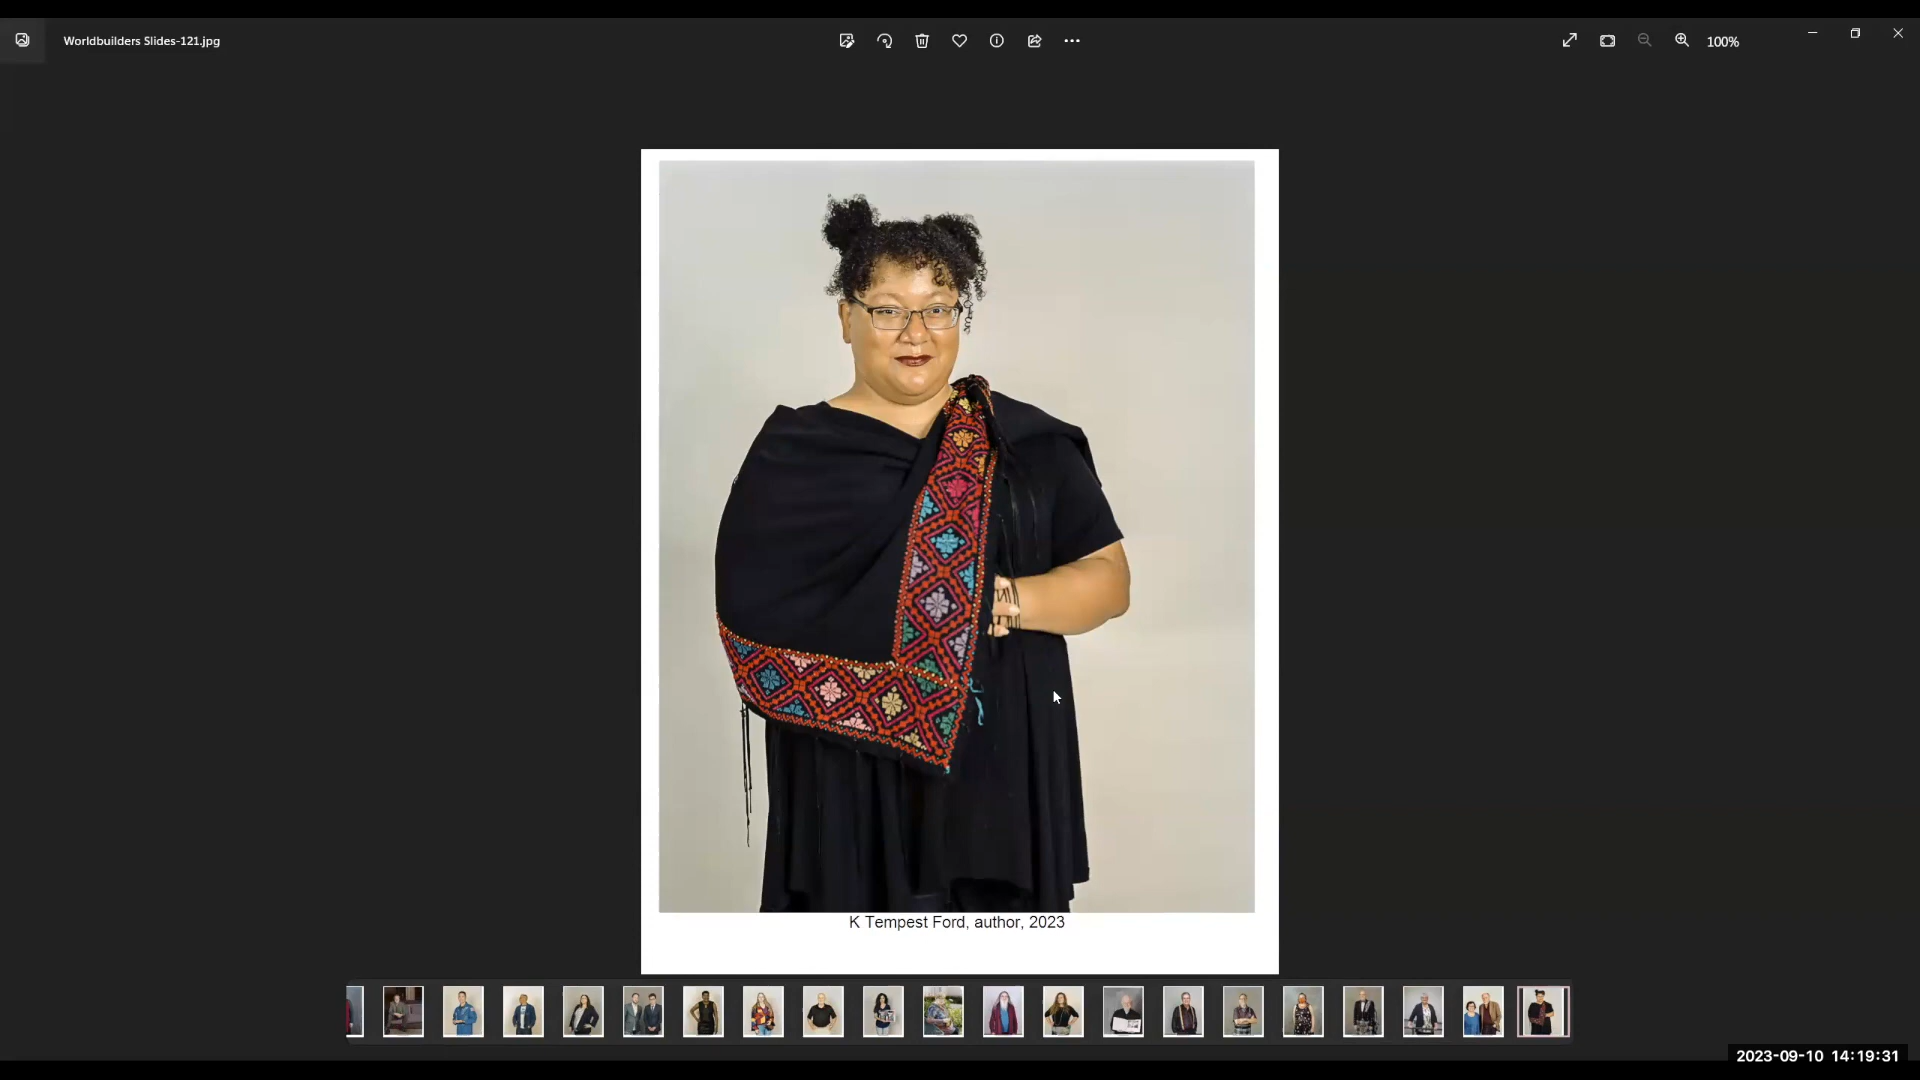 Worldbuilders Slides-121.jpg
100%
K Tempest Ford, author, 2023
2023-09-10 14:19:31